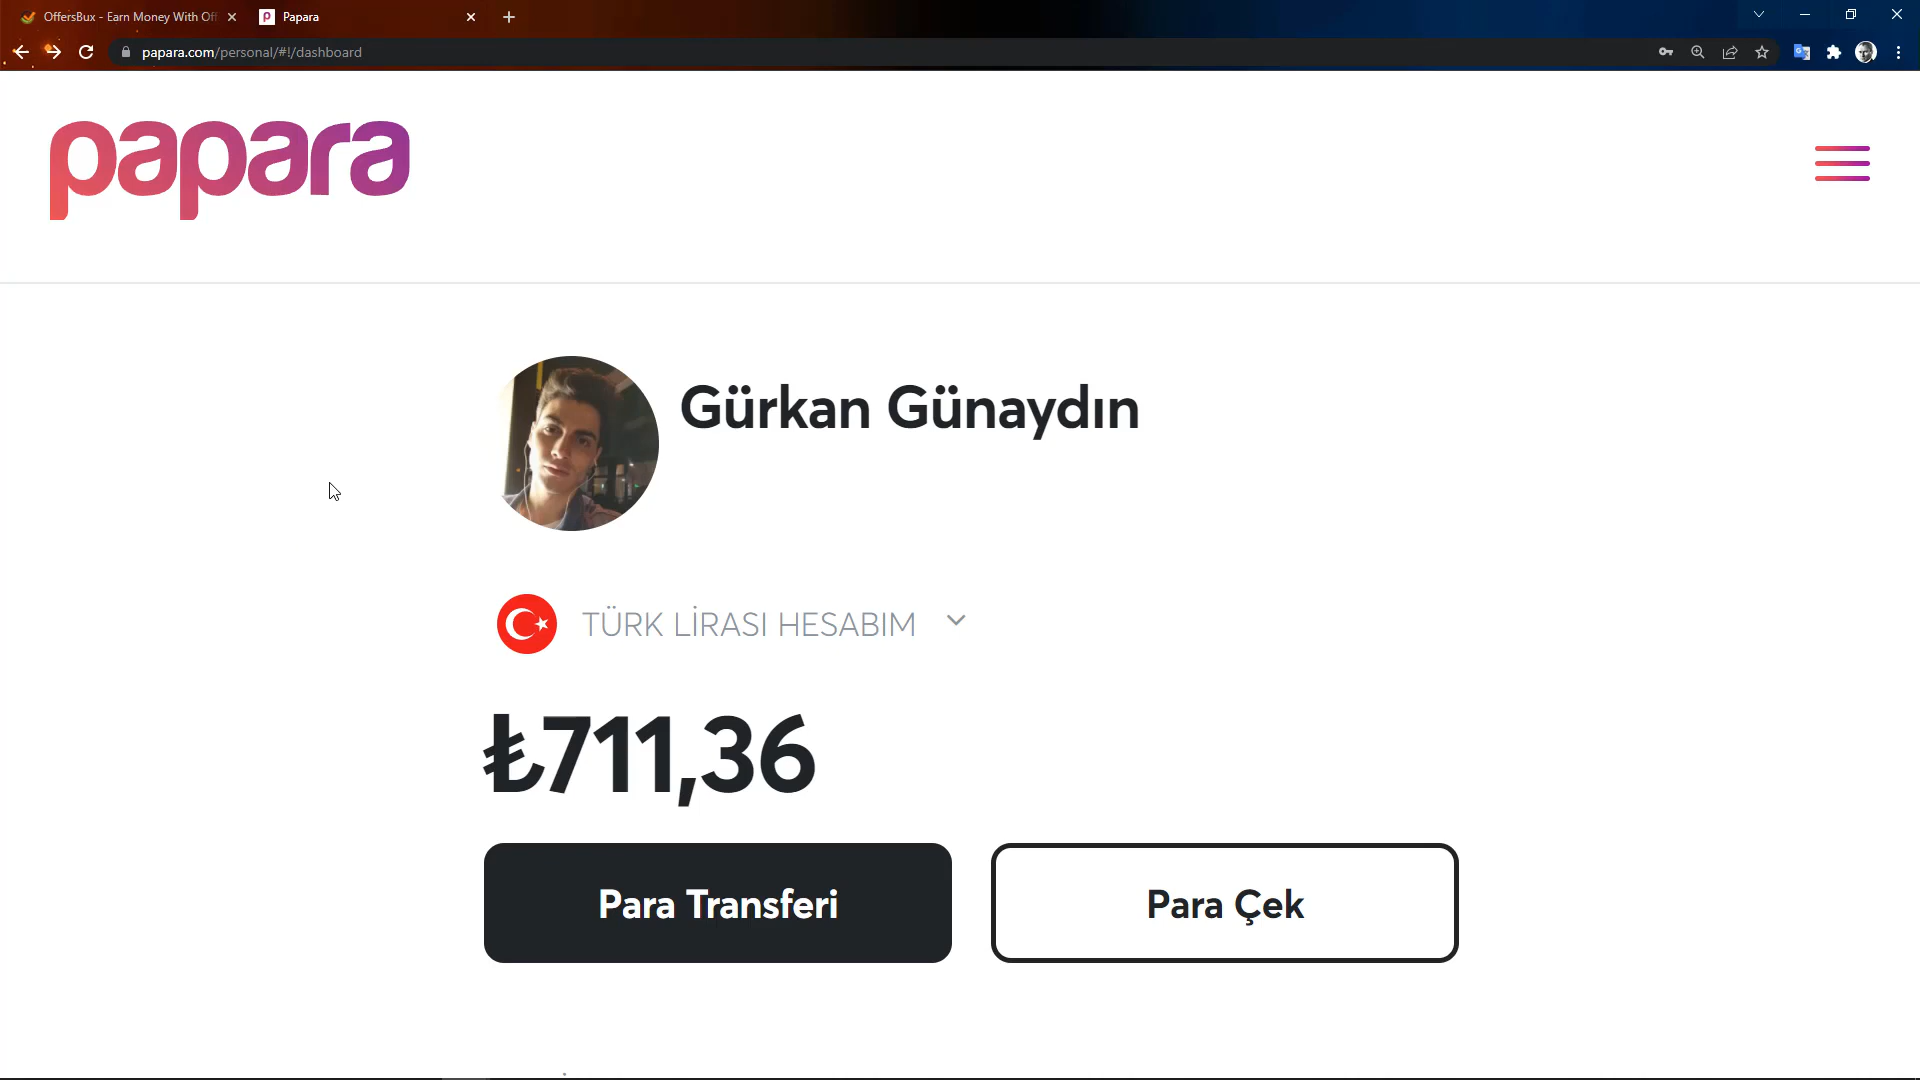 OffersBux - Earn Money With Off
Papara
papara.com/personal/#!/dashboard
papara
Gürkan Günaydın
TÜRK LİRASI HESABIM
₺711,36
Para Transferi
Para Çek